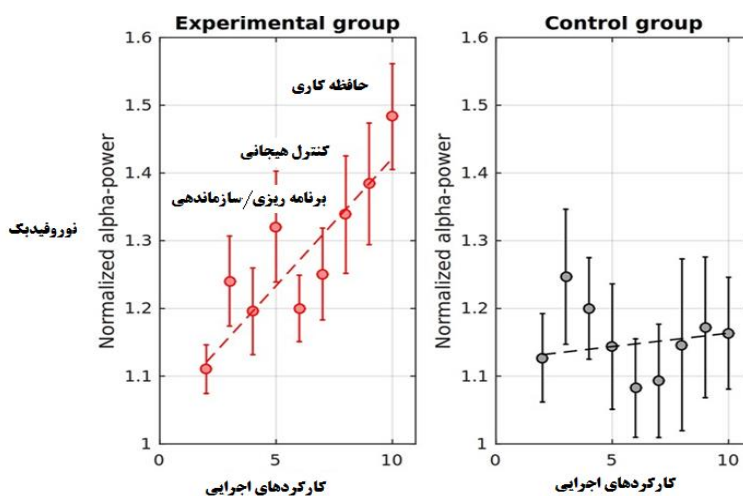 Experimental group
Control group
1.6
1.5
1.4
1.3
1.2
1.1
1
Normalized alpha-power
نوروفیدبک
حافظه کاری
کنترل هیجانی
برنامه ریزی/سازماندهی
0
5
10
کارکردهای اجرایی
1.6
1.5
1.4
1.3
1.2
1.1
1
Normalized alpha-power
0
5
10
کارکردهای اجرایی